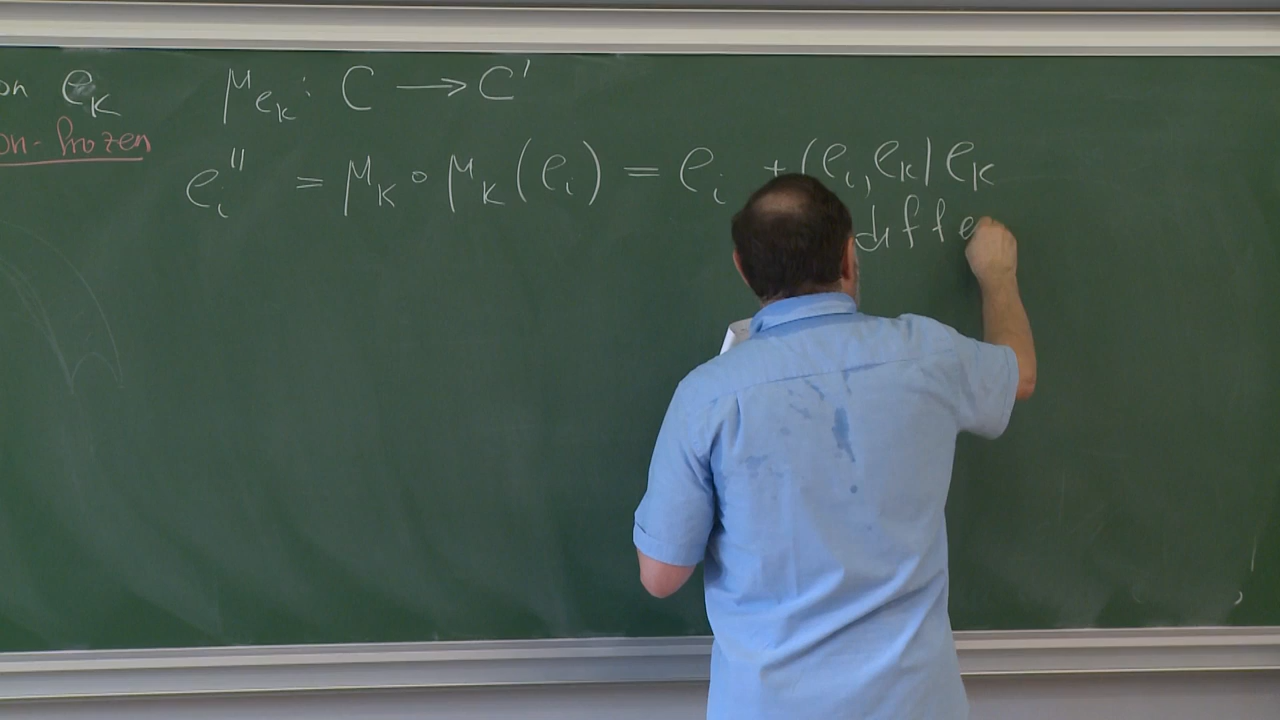 on e_k μ_{e_k}: C → C'
on-frozen
e_i'' = μ_k ∘ μ_k(e_i) = e_i + (e_i, e_k) e_k
diffe